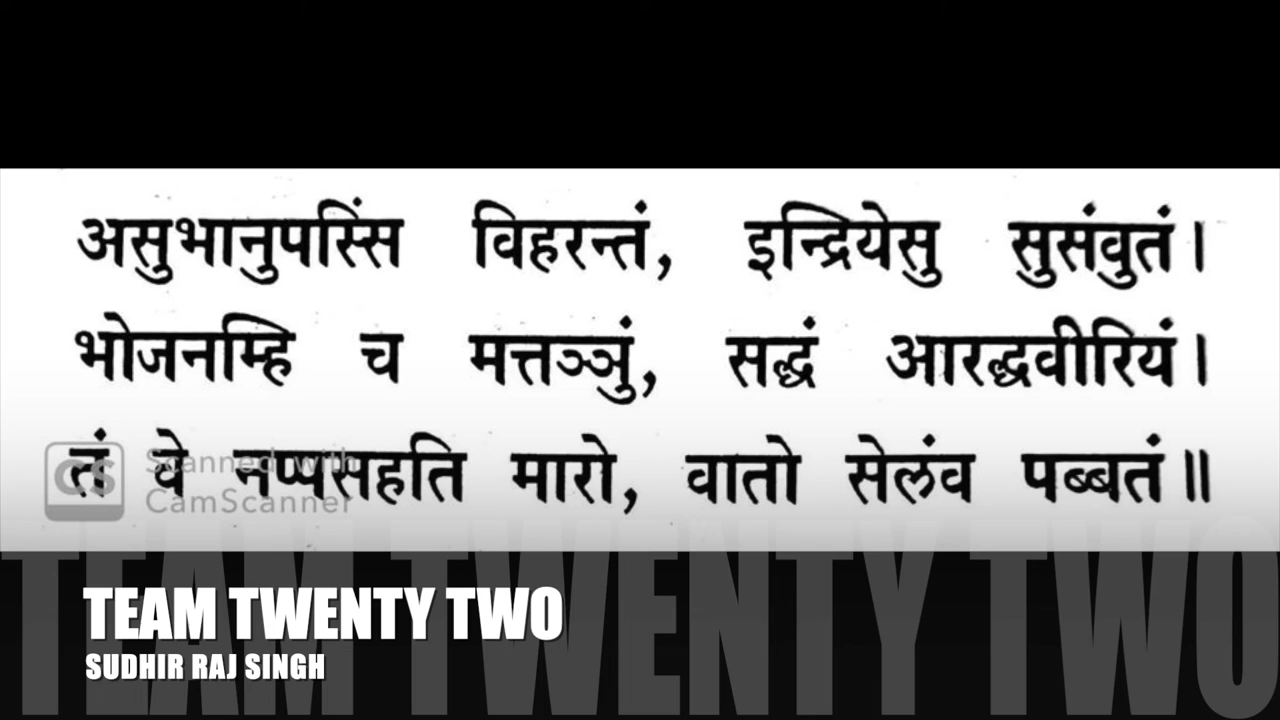 असुभानुपस्सिं विहरन्तं, इन्द्रियेसु सुसंवुतं।
भोजनम्हि च मत्तञ्ञुं, सद्धं आरद्धवीरियं।
तं वे नप्पसहति मारो, वातो सेलंव पब्बतं॥
CS Scanned with
CamScanner
TEAM TWENTY TWO
TEAM TWENTY TWO
SUDHIR RAJ SINGH